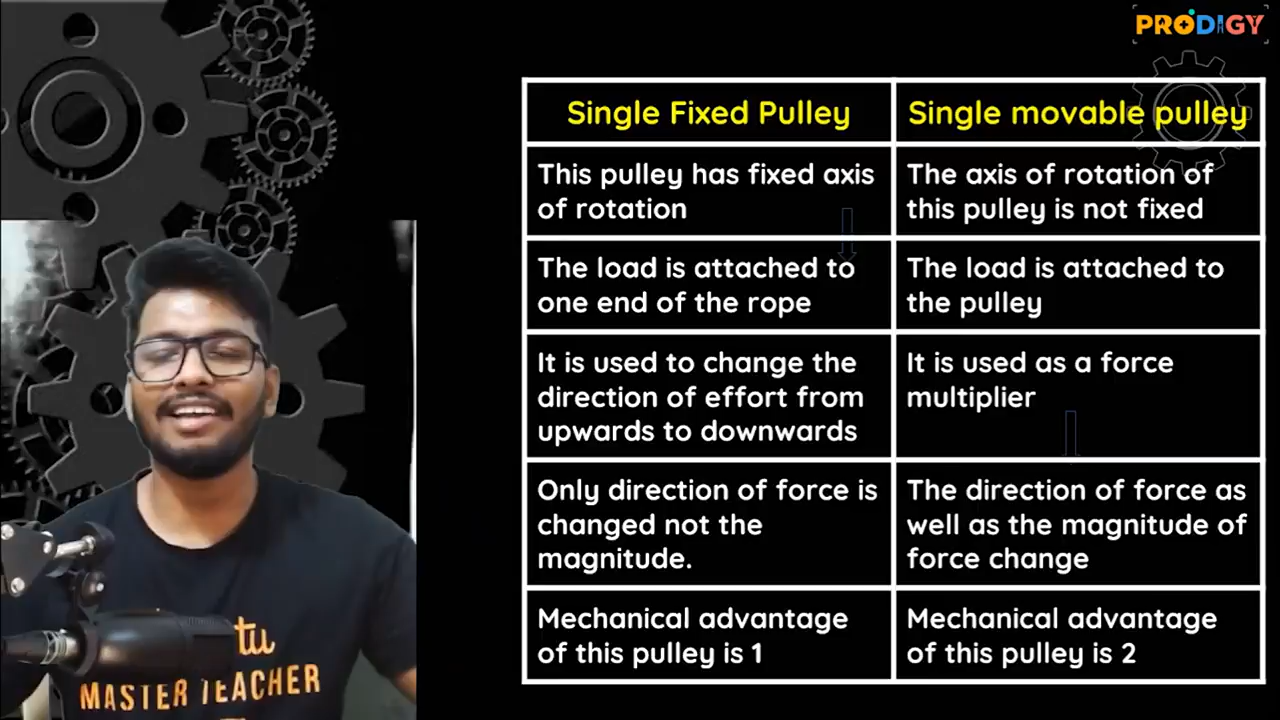 PRODIGY
Single Fixed Pulley
Single movable pulley
This pulley has fixed axis
of rotation
The axis of rotation of
this pulley is not fixed
The load is attached to
one end of the rope
The load is attached to
the pulley
It is used to change the
direction of effort from
upwards to downwards
It is used as a force
multiplier
Only direction of force is
changed not the
magnitude.
The direction of force as
well as the magnitude of
force change
Mechanical advantage
of this pulley is 1
Mechanical advantage
of this pulley is 2
tu
MASTER TEACHER